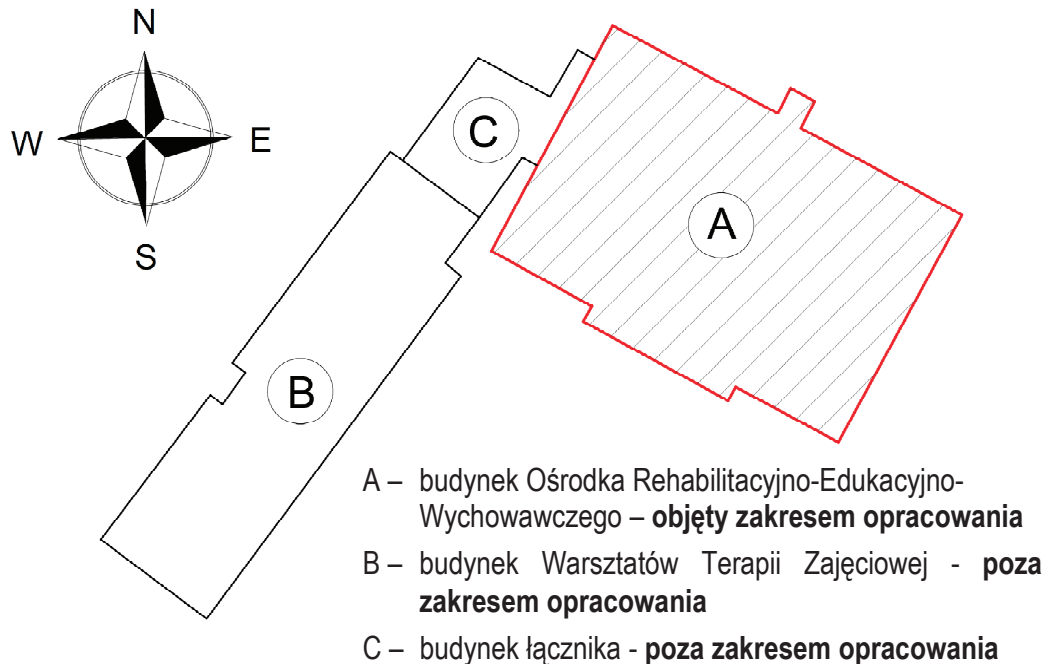 N
W
E
S
C
A
B
A – budynek Ośrodka Rehabilitacyjno-Edukacyjno-
Wychowawczego – objęty zakresem opracowania
B – budynek Warsztatów Terapii Zajęciowej - poza
zakresem opracowania
C – budynek łącznika - poza zakresem opracowania